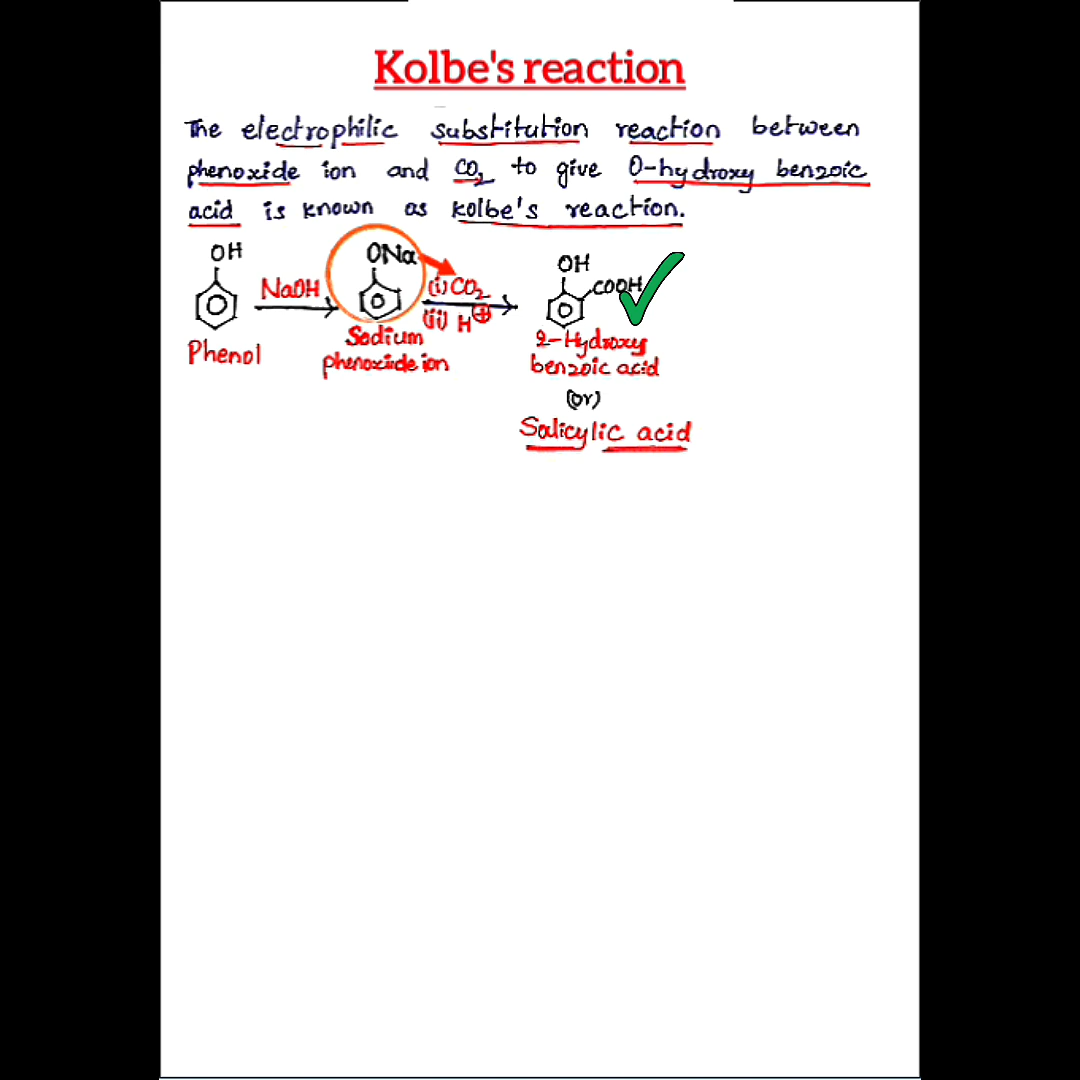 Kolbe's reaction
The electrophilic substitution reaction between
phenoxide ion and CO₂ to give O-hydroxy benzoic
acid is known as kolbe's reaction.
OH
NaOH
Phenol
ONa
(i) CO₂
(ii) H⊕
Sodium
phenoxide ion
OH
COOH
2-Hydroxy
benzoic acid
(or)
Salicylic acid